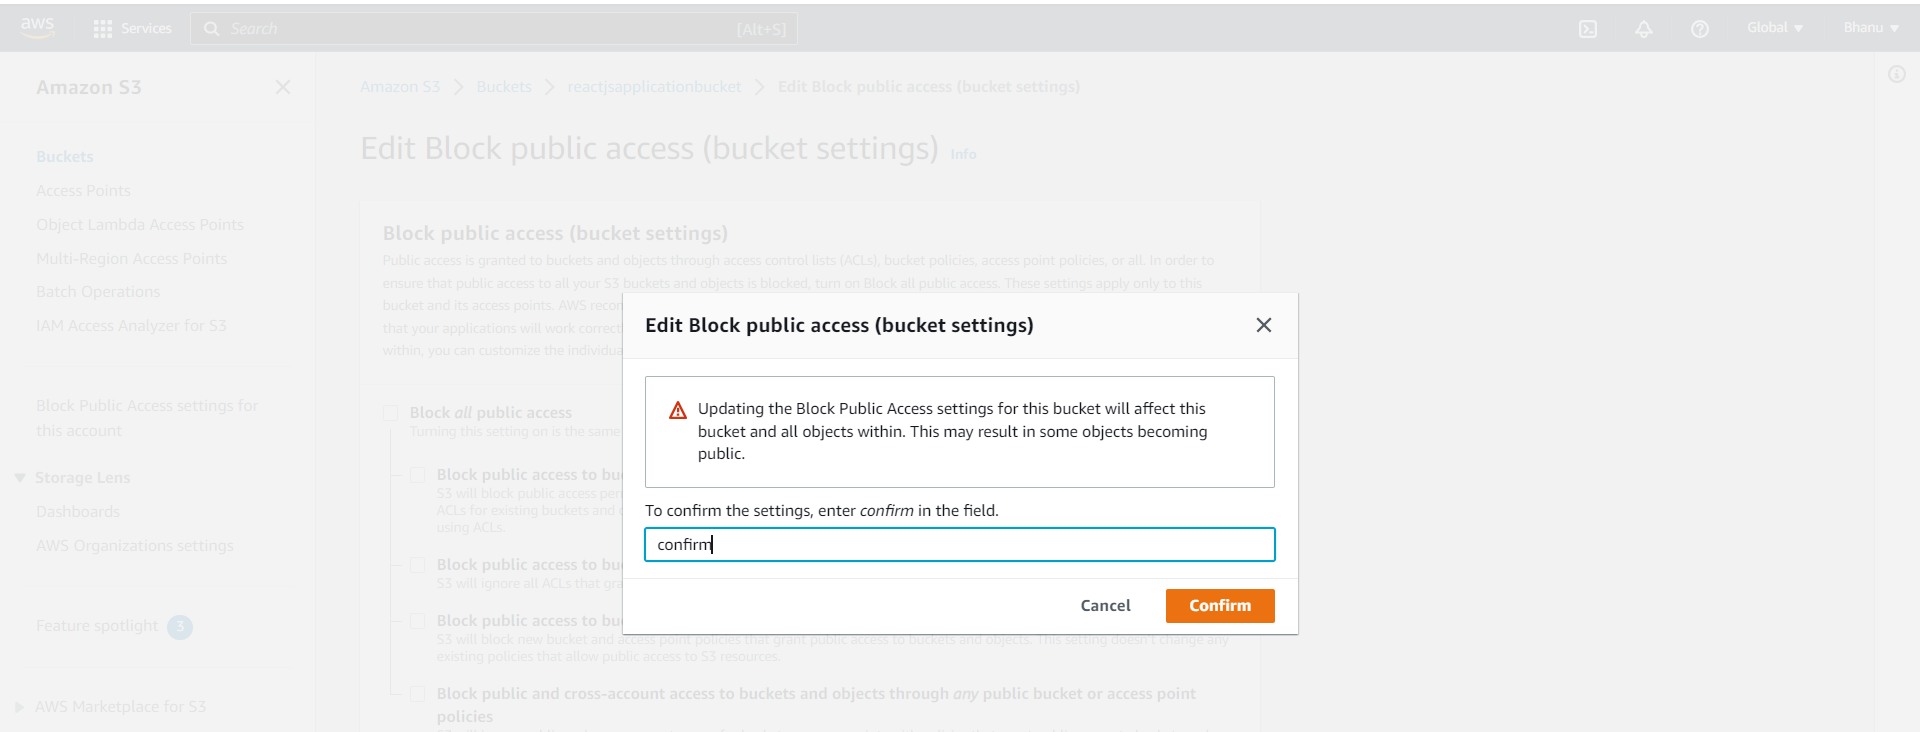 aws
Services
Search
[Alt+S]
Global
Bhanu
Amazon S3
Amazon S3 Buckets reactjsapplicationbucket Edit Block public access (bucket settings)
Edit Block public access (bucket settings) Info
Buckets
Access Points
Object Lambda Access Points
Multi-Region Access Points
Batch Operations
IAM Access Analyzer for S3
Block Public Access settings for
this account
Storage Lens
Dashboards
AWS Organizations settings
Feature spotlight 3
AWS Marketplace for S3
Block public access (bucket settings)
Public access is granted to buckets and objects through access control lists (ACLs), bucket policies, access point policies, or all. In order to
ensure that public access to all your S3 buckets and objects is blocked, turn on Block all public access. These settings apply only to this
bucket and its access points. AWS
that your applications will work
within, you can customize the
Block all public access
Turning this setting on is the same
Block public access to
S3 will block public access
ACLs for existing buckets and
using ACLs.
Block public access to
S3 will ignore all ACLs that
Block public access to
S3 will block new bucket and access point policies that grant public access to buckets and objects. This setting doesn't change any
existing policies that allow public access to S3 resources.
Block public and cross-account access to buckets and objects through any public bucket or access point
policies
Edit Block public access (bucket settings)
Updating the Block Public Access settings for this bucket will affect this
bucket and all objects within. This may result in some objects becoming
public.
To confirm the settings, enter confirm in the field.
confirm
Cancel
Confirm